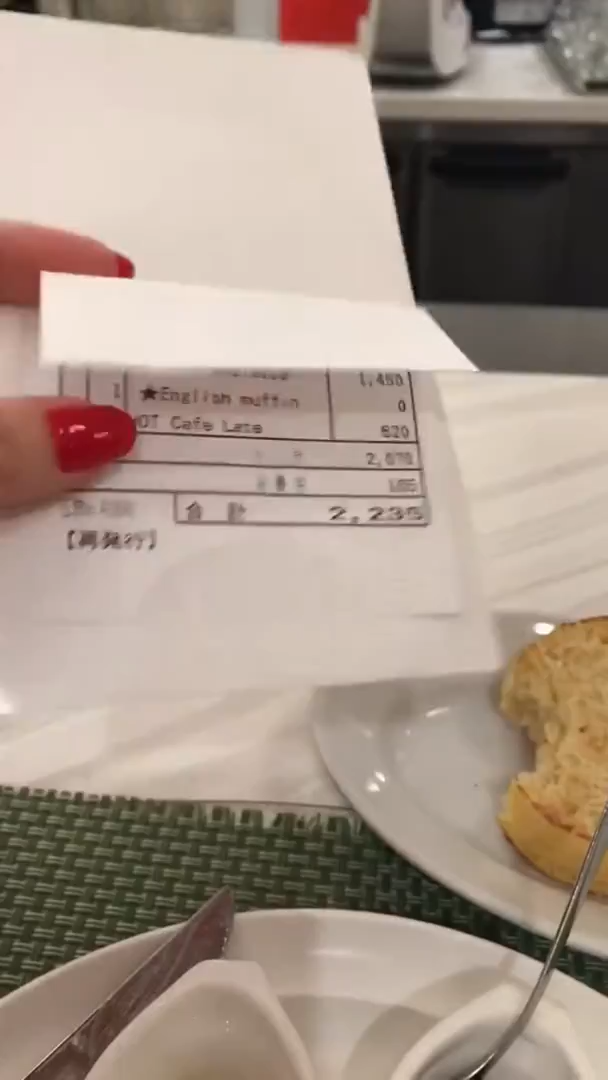 1,450
1 ★English muffin 0
OT Cafe Late 620
2,070
165
合 計 2,235
【再発行】